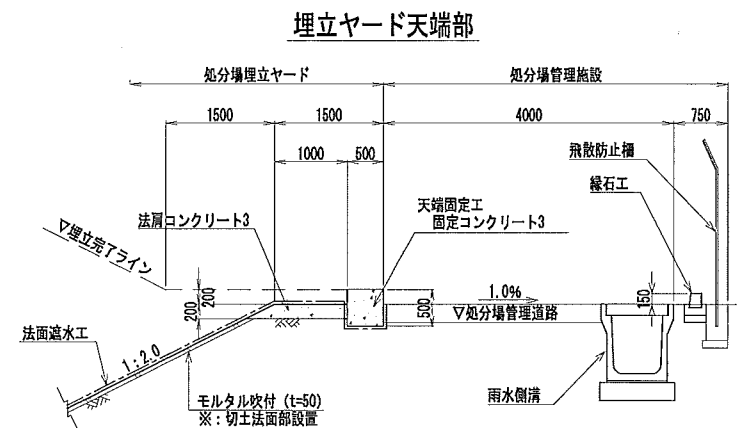 埋立ヤード天端部
処分場埋立ヤード
処分場管理施設
1500
1500
4000
750
1000
500
飛散防止柵
縁石工
天端固定工
固定コンクリート3
法肩コンクリート3
▽埋立完了ライン
200
200
500
1.0%
150
▽処分場管理道路
法面遮水工
1:2.0
モルタル吹付 (t=50)
※:切土法面部設置
雨水側溝